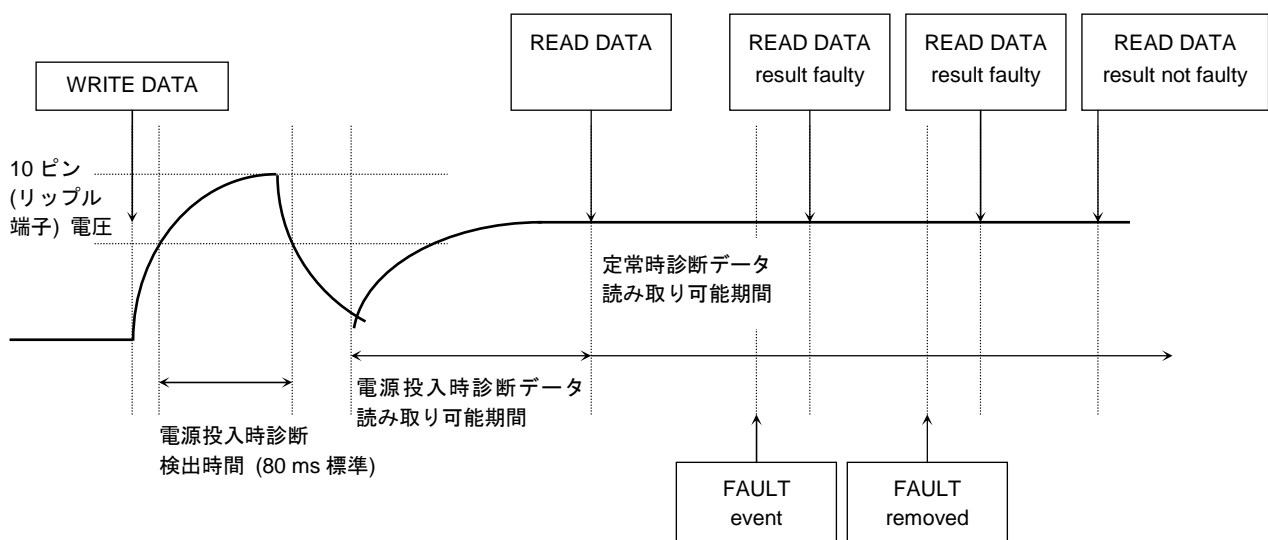 READ DATA
READ DATA
result faulty
READ DATA
result faulty
READ DATA
result not faulty
WRITE DATA
10 ピン
(リップル
端子) 電圧
定常時診断データ
読み取り可能期間
電源投入時診断データ
読み取り可能期間
電源投入時診断
検出時間 (80 ms 標準)
FAULT
event
FAULT
removed